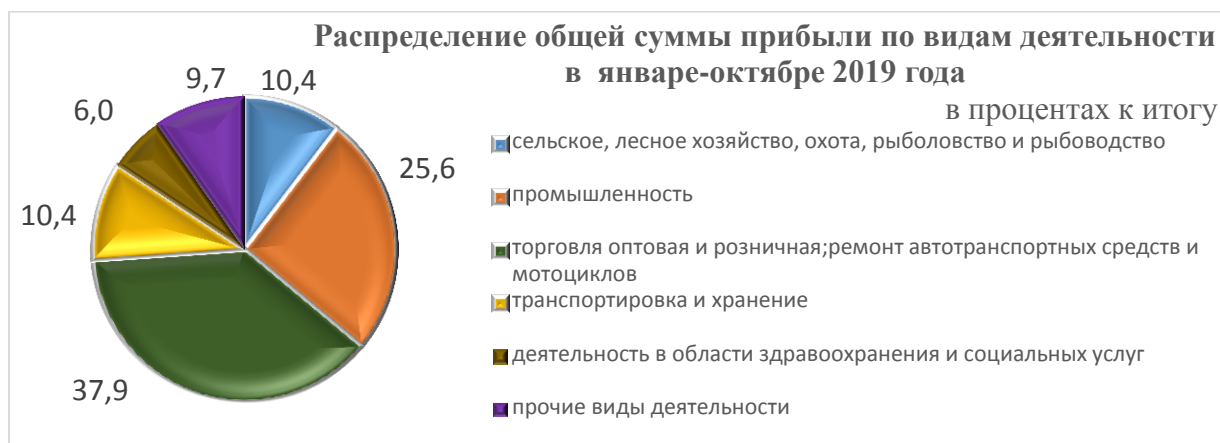 Распределение общей суммы прибыли по видам деятельности
в январе-октябре 2019 года
в процентах к итогу
9,7
10,4
6,0
25,6
10,4
37,9
сельское, лесное хозяйство, охота, рыболовство и рыбоводство
промышленность
торговля оптовая и розничная;ремонт автотранспортных средств и
мотоциклов
транспортировка и хранение
деятельность в области здравоохранения и социальных услуг
прочие виды деятельности